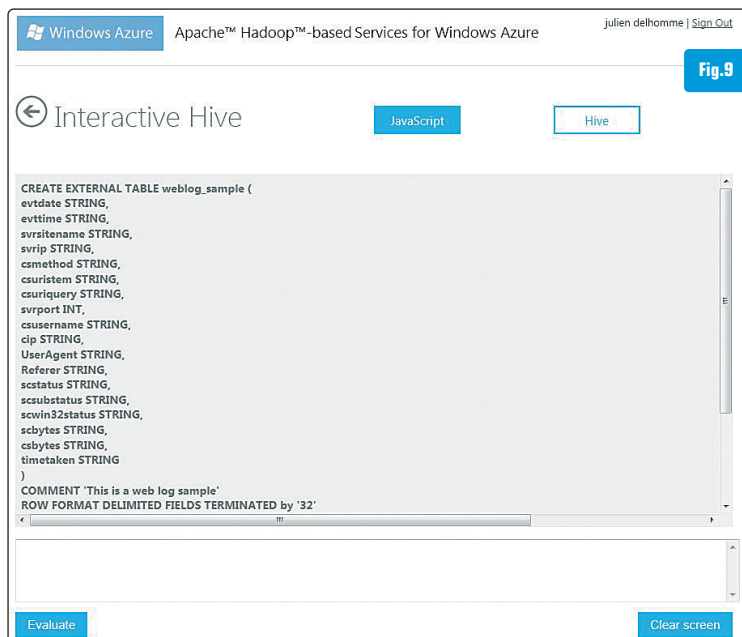 Windows Azure
Apache™ Hadoop™-based Services for Windows Azure
julien delhomme | Sign Out
Fig.9
Interactive Hive
JavaScript
Hive
CREATE EXTERNAL TABLE weblog_sample (
evtdate STRING,
evttime STRING,
svrsitename STRING,
svrip STRING,
csmethod STRING,
csuristem STRING,
csuriquery STRING,
svrport INT,
csusername STRING,
cip STRING,
UserAgent STRING,
Referer STRING,
scstatus STRING,
scsubstatus STRING,
scwin32status STRING,
scbytes STRING,
csbytes STRING,
timetaken STRING
)
COMMENT 'This is a web log sample'
ROW FORMAT DELIMITED FIELDS TERMINATED by '32'
Evaluate
Clear screen